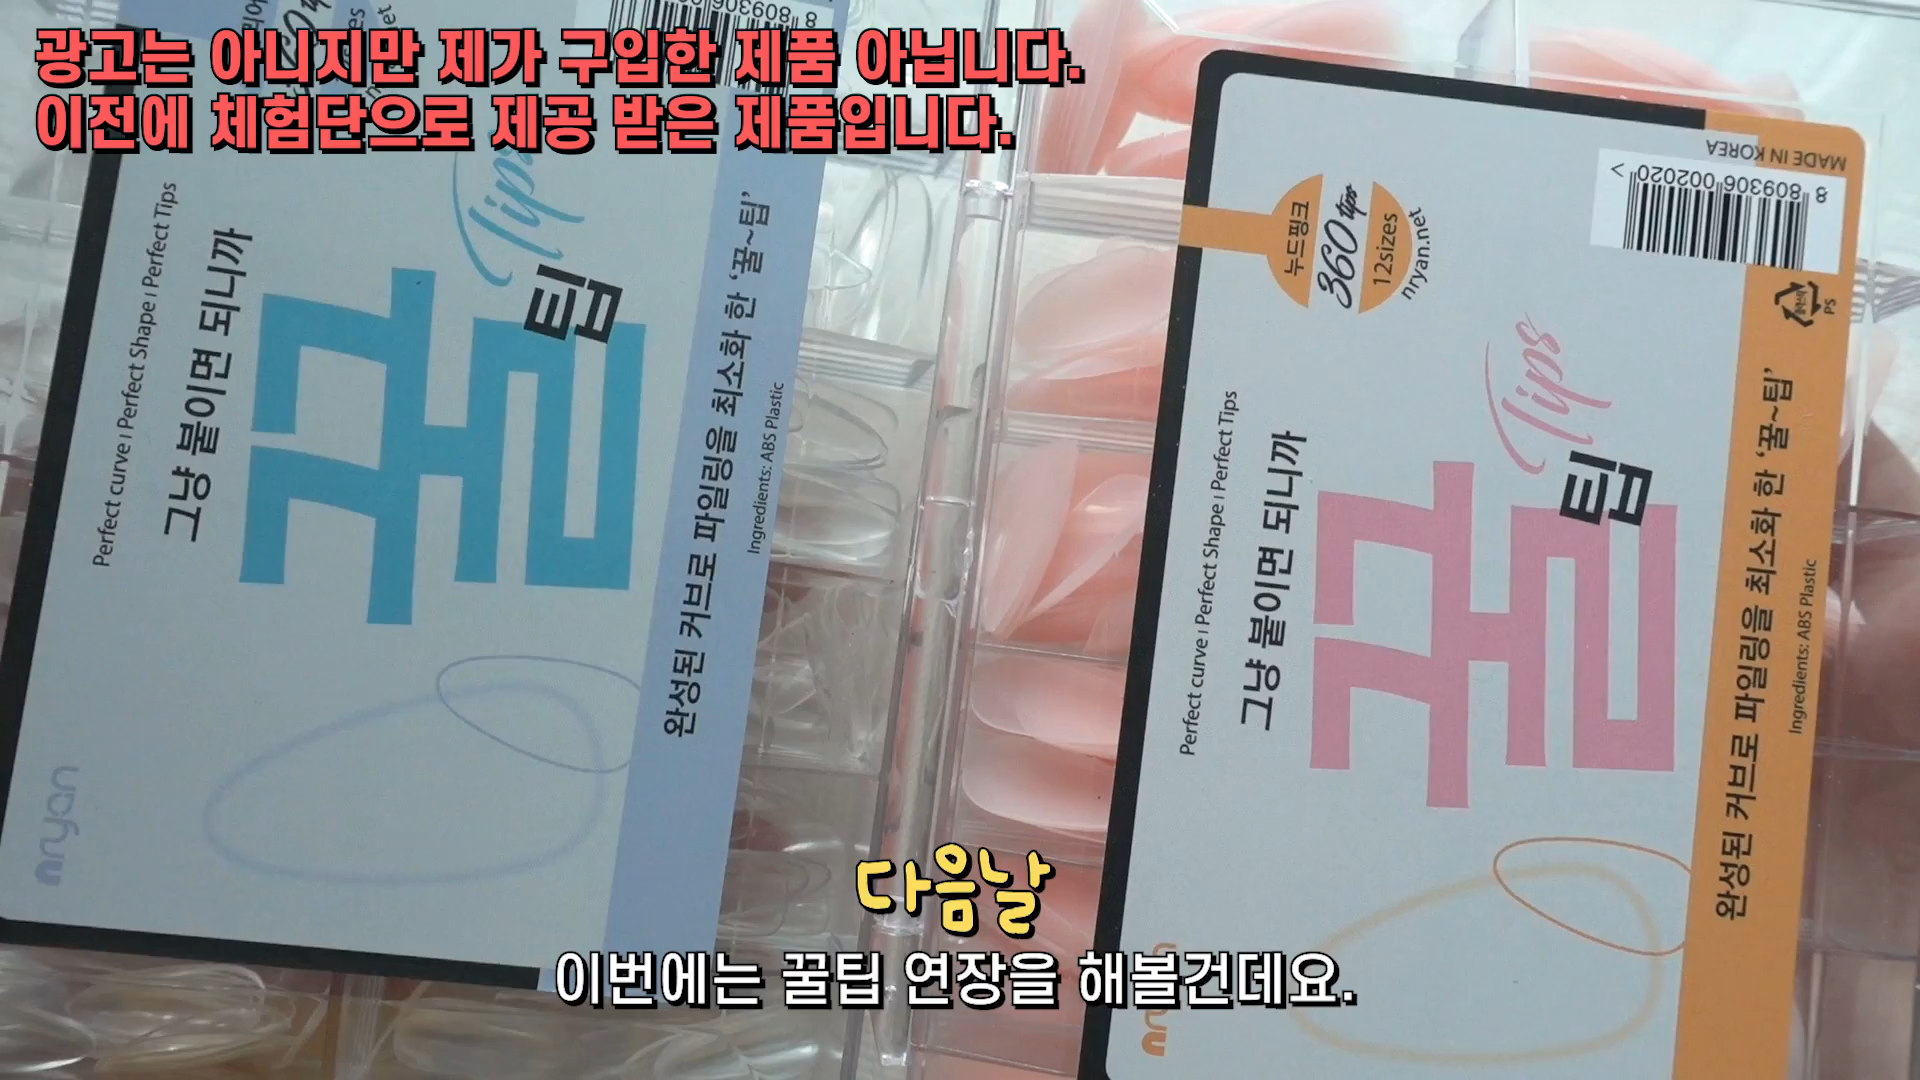 광고는 아니지만 제가 구입한 제품 아닙니다.
이전에 체험단으로 제공 받은 제품입니다.
Perfect curve I Perfect Shape I Perfect Tips
그냥 붙이면 되니까
꿀팁
Tips
완성된 커브로 파일링을 최소화 한 '꿀~팁'
Ingredients: ABS Plastic
nryan
MADE IN KOREA
8 809306 002020 >
누드핑크
360 tips
12sizes
nryan.net
PS
Perfect curve I Perfect Shape I Perfect Tips
그냥 붙이면 되니까
꿀팁
Tips
완성된 커브로 파일링을 최소화 한 '꿀~팁'
Ingredients: ABS Plastic
nryan
다음날
이번에는 꿀팁 연장을 해볼건데요.